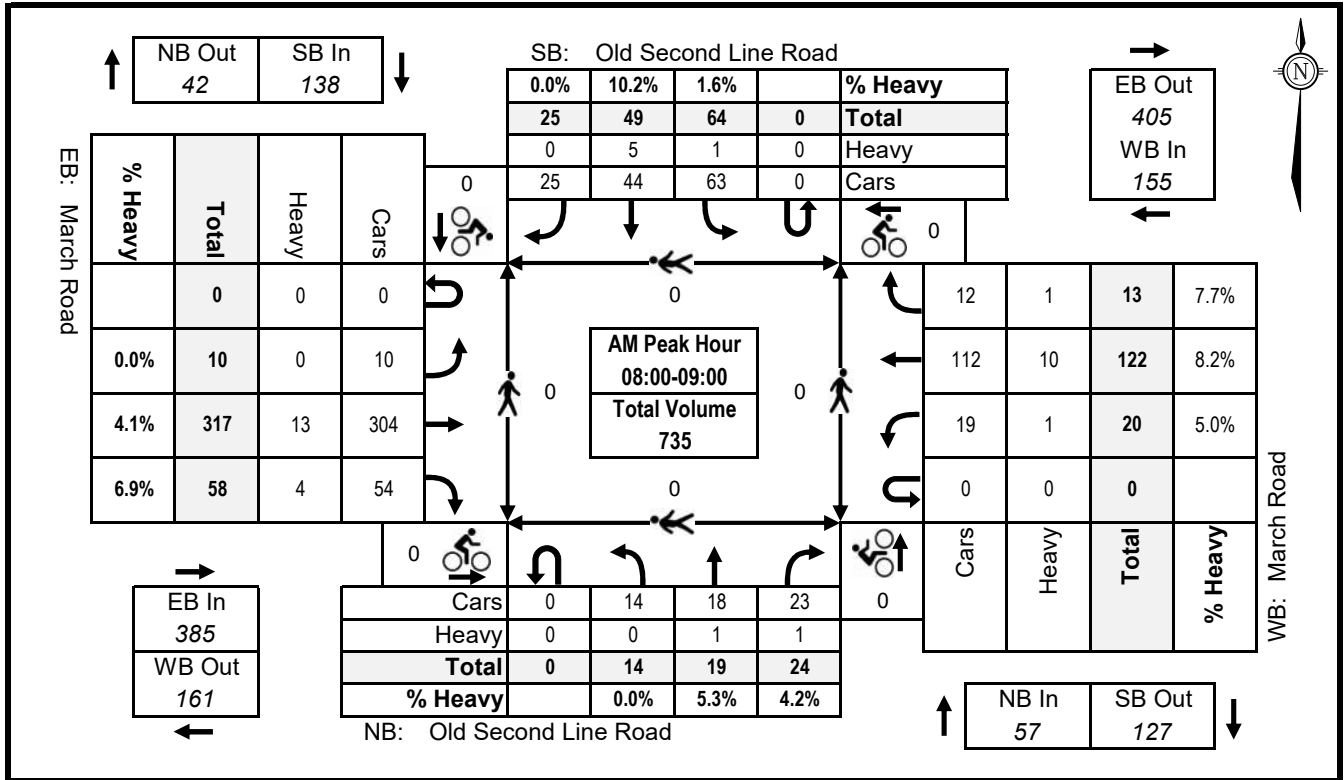 NB Out SB In
42 138
SB: Old Second Line Road
0.0% 10.2% 1.6% % Heavy
25 49 64 0 Total
0 5 1 0 Heavy
25 44 63 0 Cars
EB Out
405
WB In
155
N
EB: March Road
% Heavy Total Heavy Cars
0
0
0 0 0
0.0% 10 0 10
4.1% 317 13 304
6.9% 58 4 54
0
0
AM Peak Hour
08:00-09:00
Total Volume
735
0
0
12 1 13 7.7%
112 10 122 8.2%
19 1 20 5.0%
0 0 0
Cars Heavy Total % Heavy
WB: March Road
0
0
Cars 0 14 18 23
Heavy 0 0 1 1
Total 0 14 19 24
% Heavy 0.0% 5.3% 4.2%
NB: Old Second Line Road
EB In
385
WB Out
161
NB In SB Out
57 127